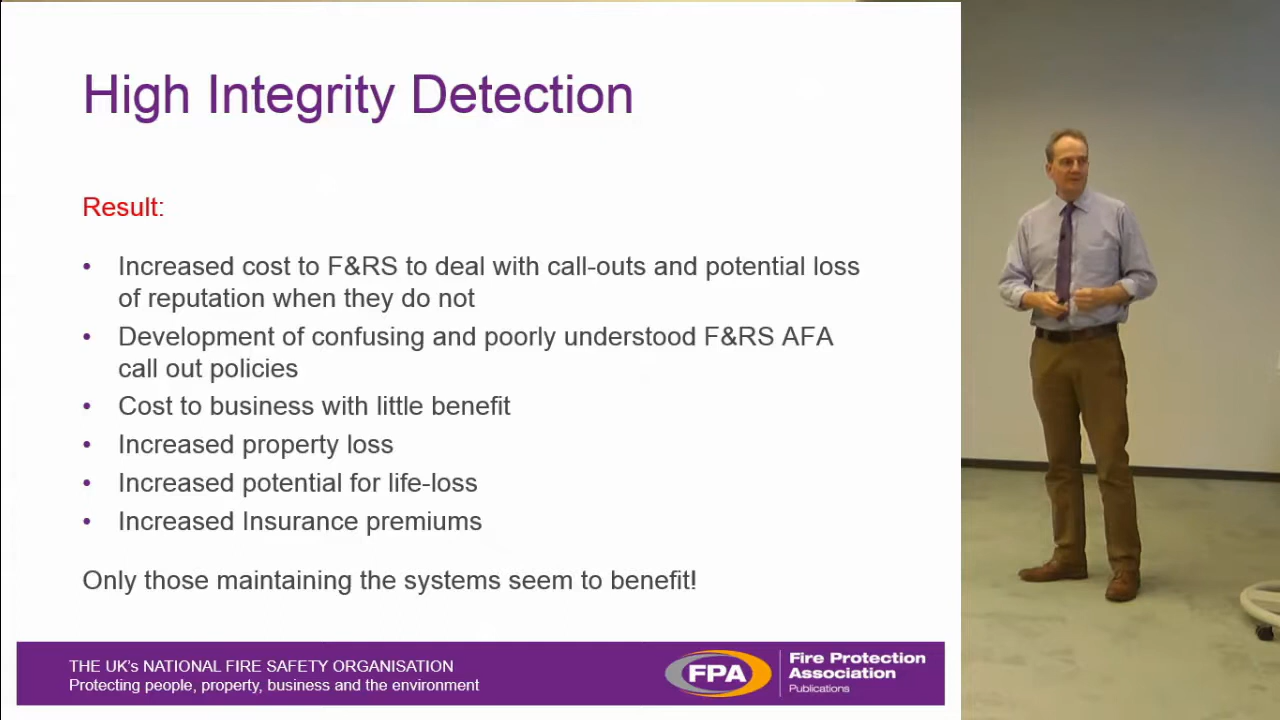 High Integrity Detection
Result:
• Increased cost to F&RS to deal with call-outs and potential loss
of reputation when they do not
• Development of confusing and poorly understood F&RS AFA
call out policies
• Cost to business with little benefit
• Increased property loss
• Increased potential for life-loss
• Increased Insurance premiums
Only those maintaining the systems seem to benefit!
THE UK's NATIONAL FIRE SAFETY ORGANISATION
Protecting people, property, business and the environment
FPA
Fire Protection
Association
Publications